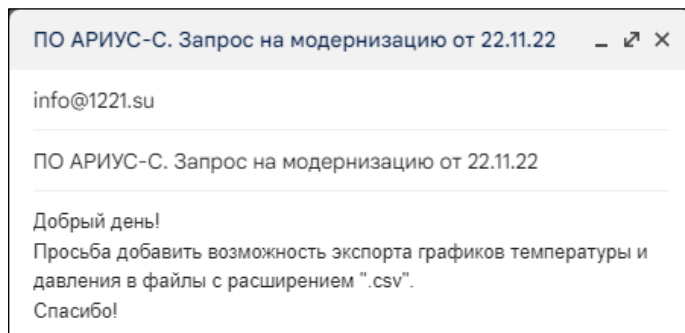 ПО АРИУС-С. Запрос на модернизацию от 22.11.22
info@1221.su
ПО АРИУС-С. Запрос на модернизацию от 22.11.22
Добрый день!
Просьба добавить возможность экспорта графиков температуры и
давления в файлы с расширением ".csv".
Спасибо!